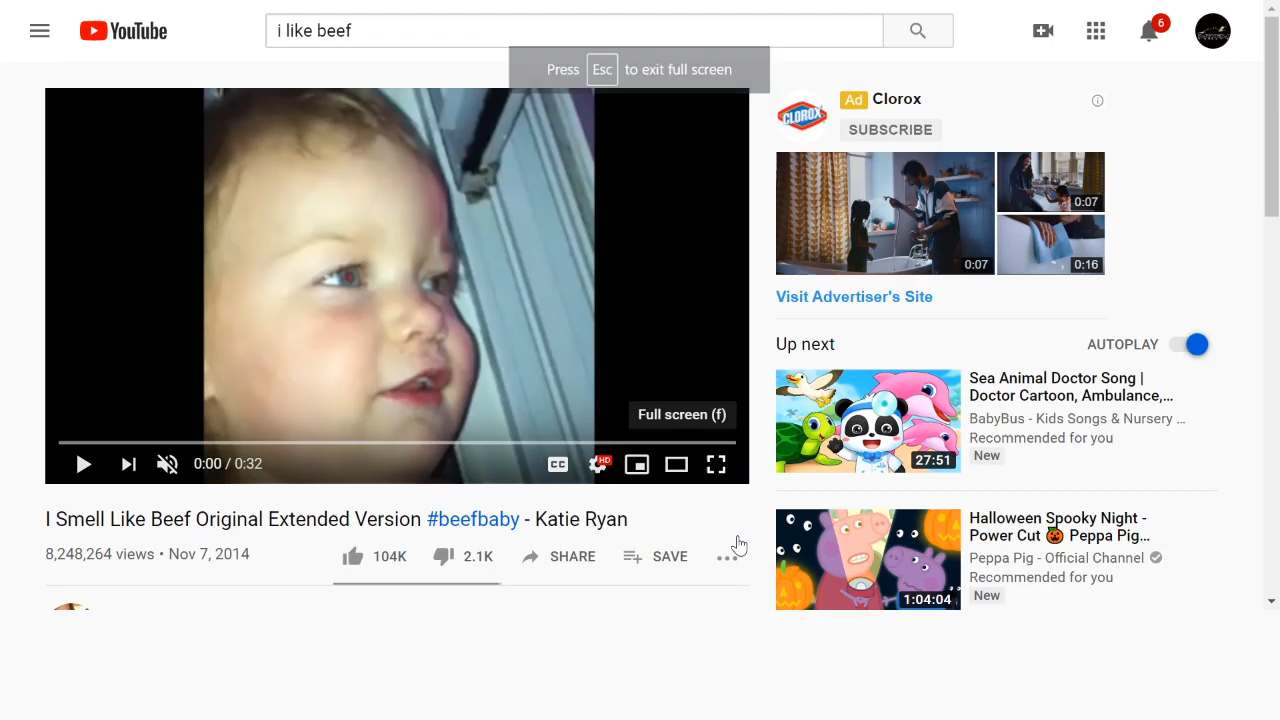 YouTube
i like beef
6
Press Esc to exit full screen
Full screen (f)
0:00 / 0:32
CC
HD
I Smell Like Beef Original Extended Version #beefbaby - Katie Ryan
8,248,264 views • Nov 7, 2014
104K
2.1K
SHARE
SAVE
CLOROX
Ad Clorox
SUBSCRIBE
0:07
0:07
0:16
Visit Advertiser's Site
Up next
AUTOPLAY
27:51
Sea Animal Doctor Song |
Doctor Cartoon, Ambulance,...
BabyBus - Kids Songs & Nursery ...
Recommended for you
New
1:04:04
Halloween Spooky Night -
Power Cut 🎃 Peppa Pig...
Peppa Pig - Official Channel
Recommended for you
New